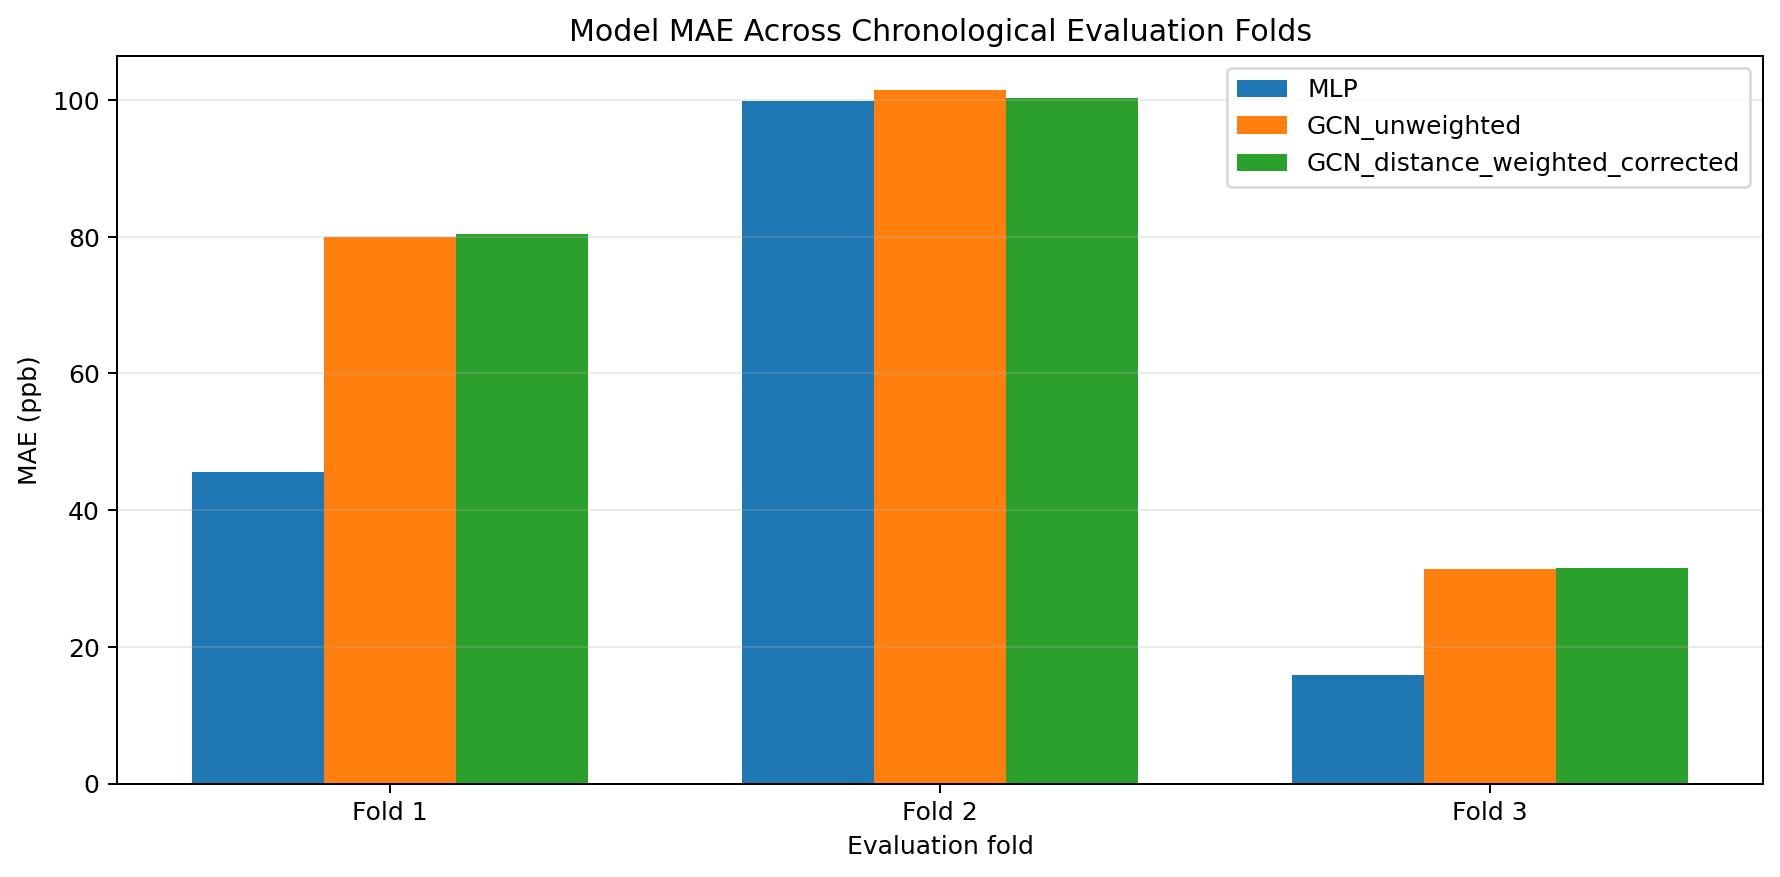 Model MAE Across Chronological Evaluation Folds
MLP
GCN_unweighted
GCN_distance_weighted_corrected
MAE (ppb)
100
80
60
40
20
0
Fold 1
Fold 2
Fold 3
Evaluation fold